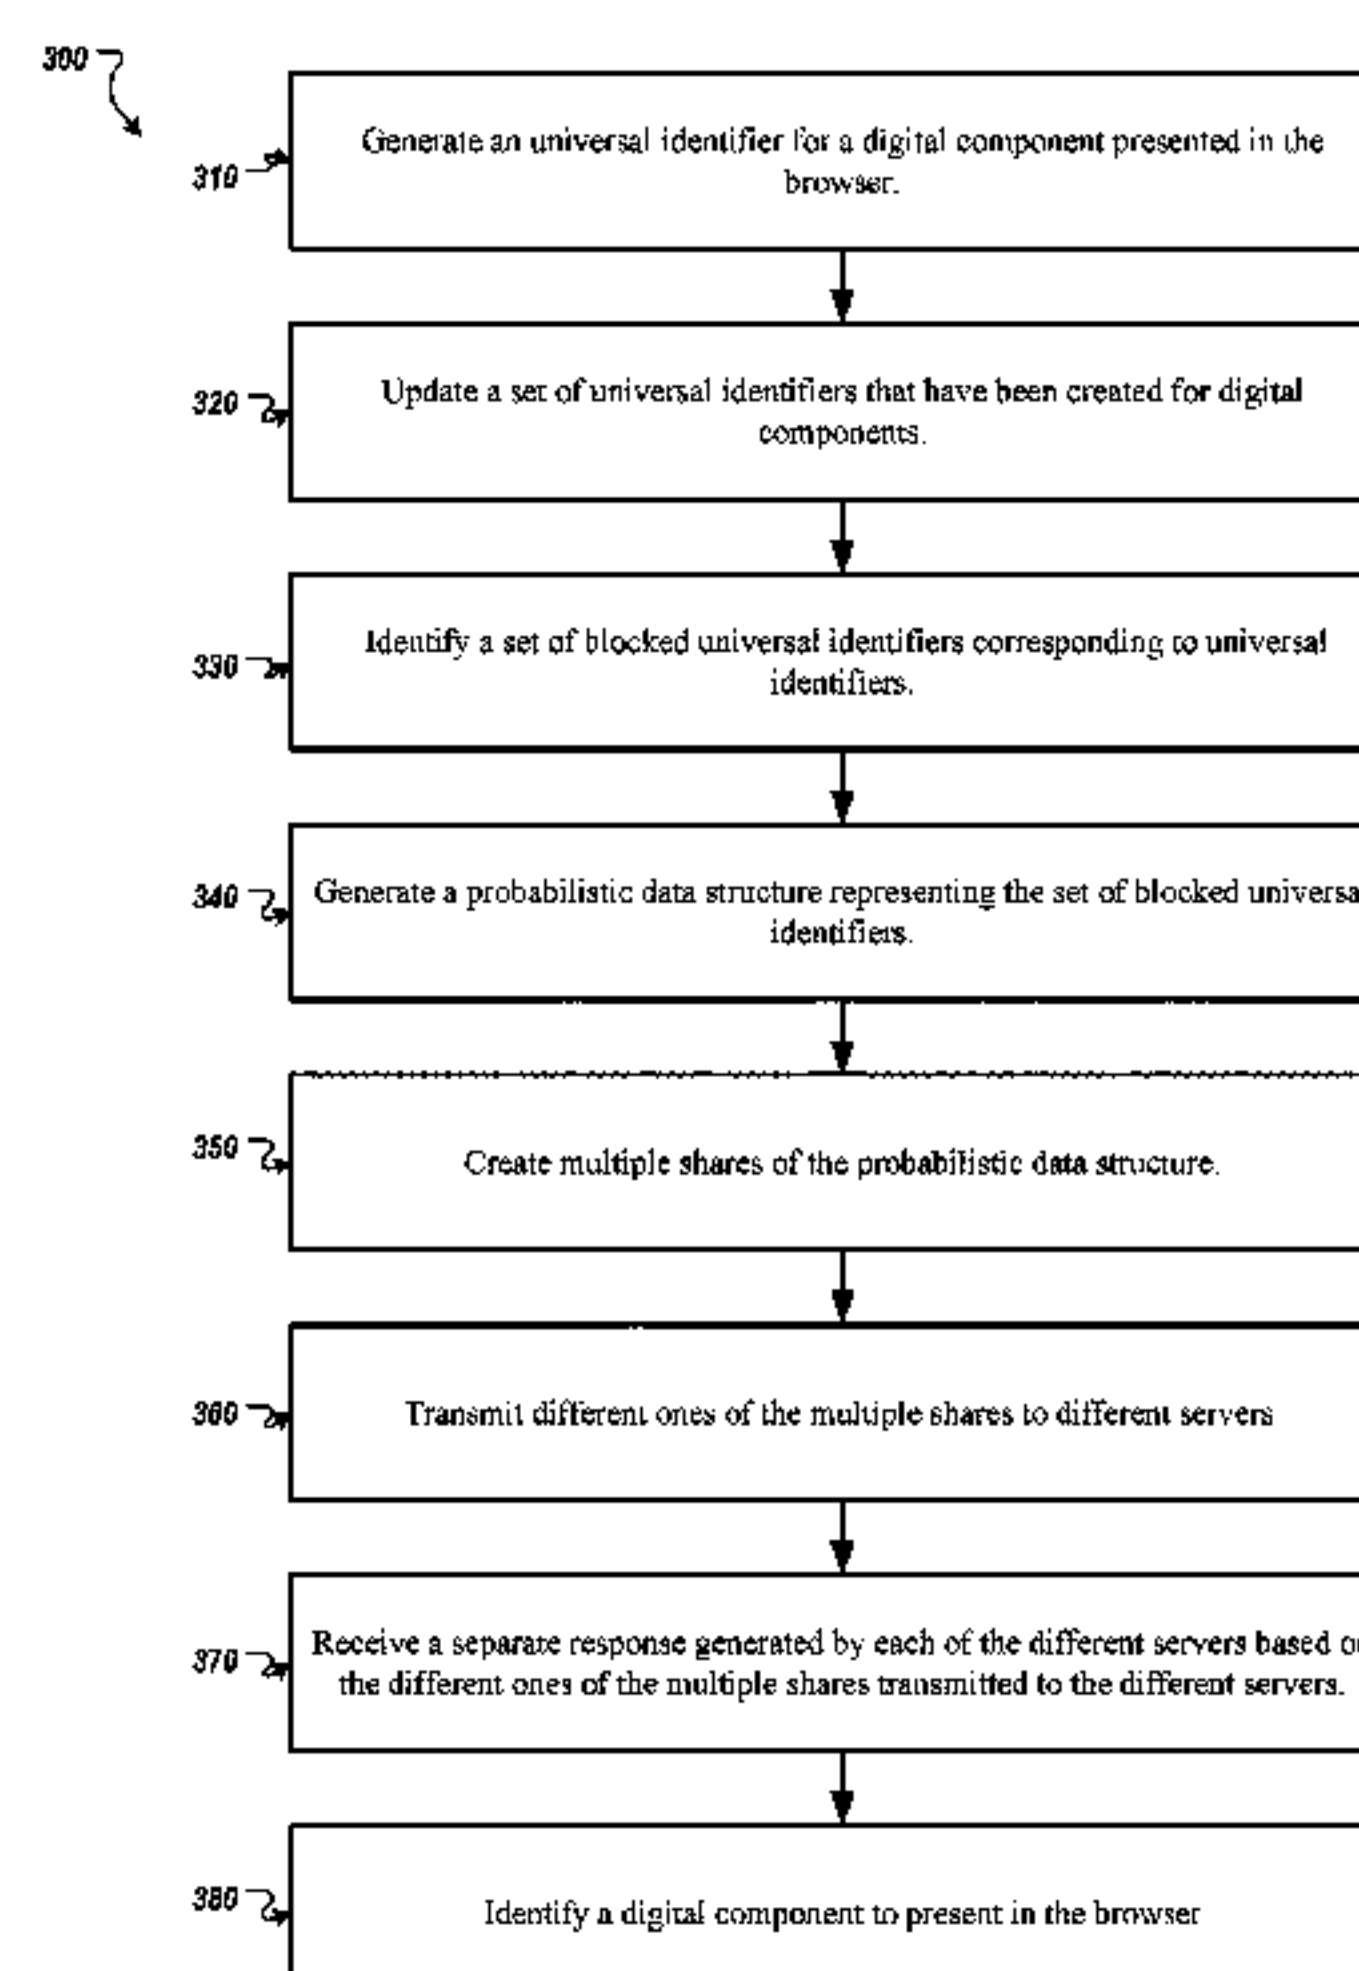 300
310
Generate an universal identifier for a digital component presented in the
browser.
320
Update a set of universal identifiers that have been created for digital
components.
330
Identify a set of blocked universal identifiers corresponding to universal
identifiers.
340
Generate a probabilistic data structure representing the set of blocked
identifiers.
350
Create multiple shares of the probabilistic data structure.
360
Transmit different ones of the multiple shares to different servers
370
Receive a separate response generated by each of the different servers based
the different ones of the multiple shares transmitted to the different servers.
380
Identify a digital component to present in the browser